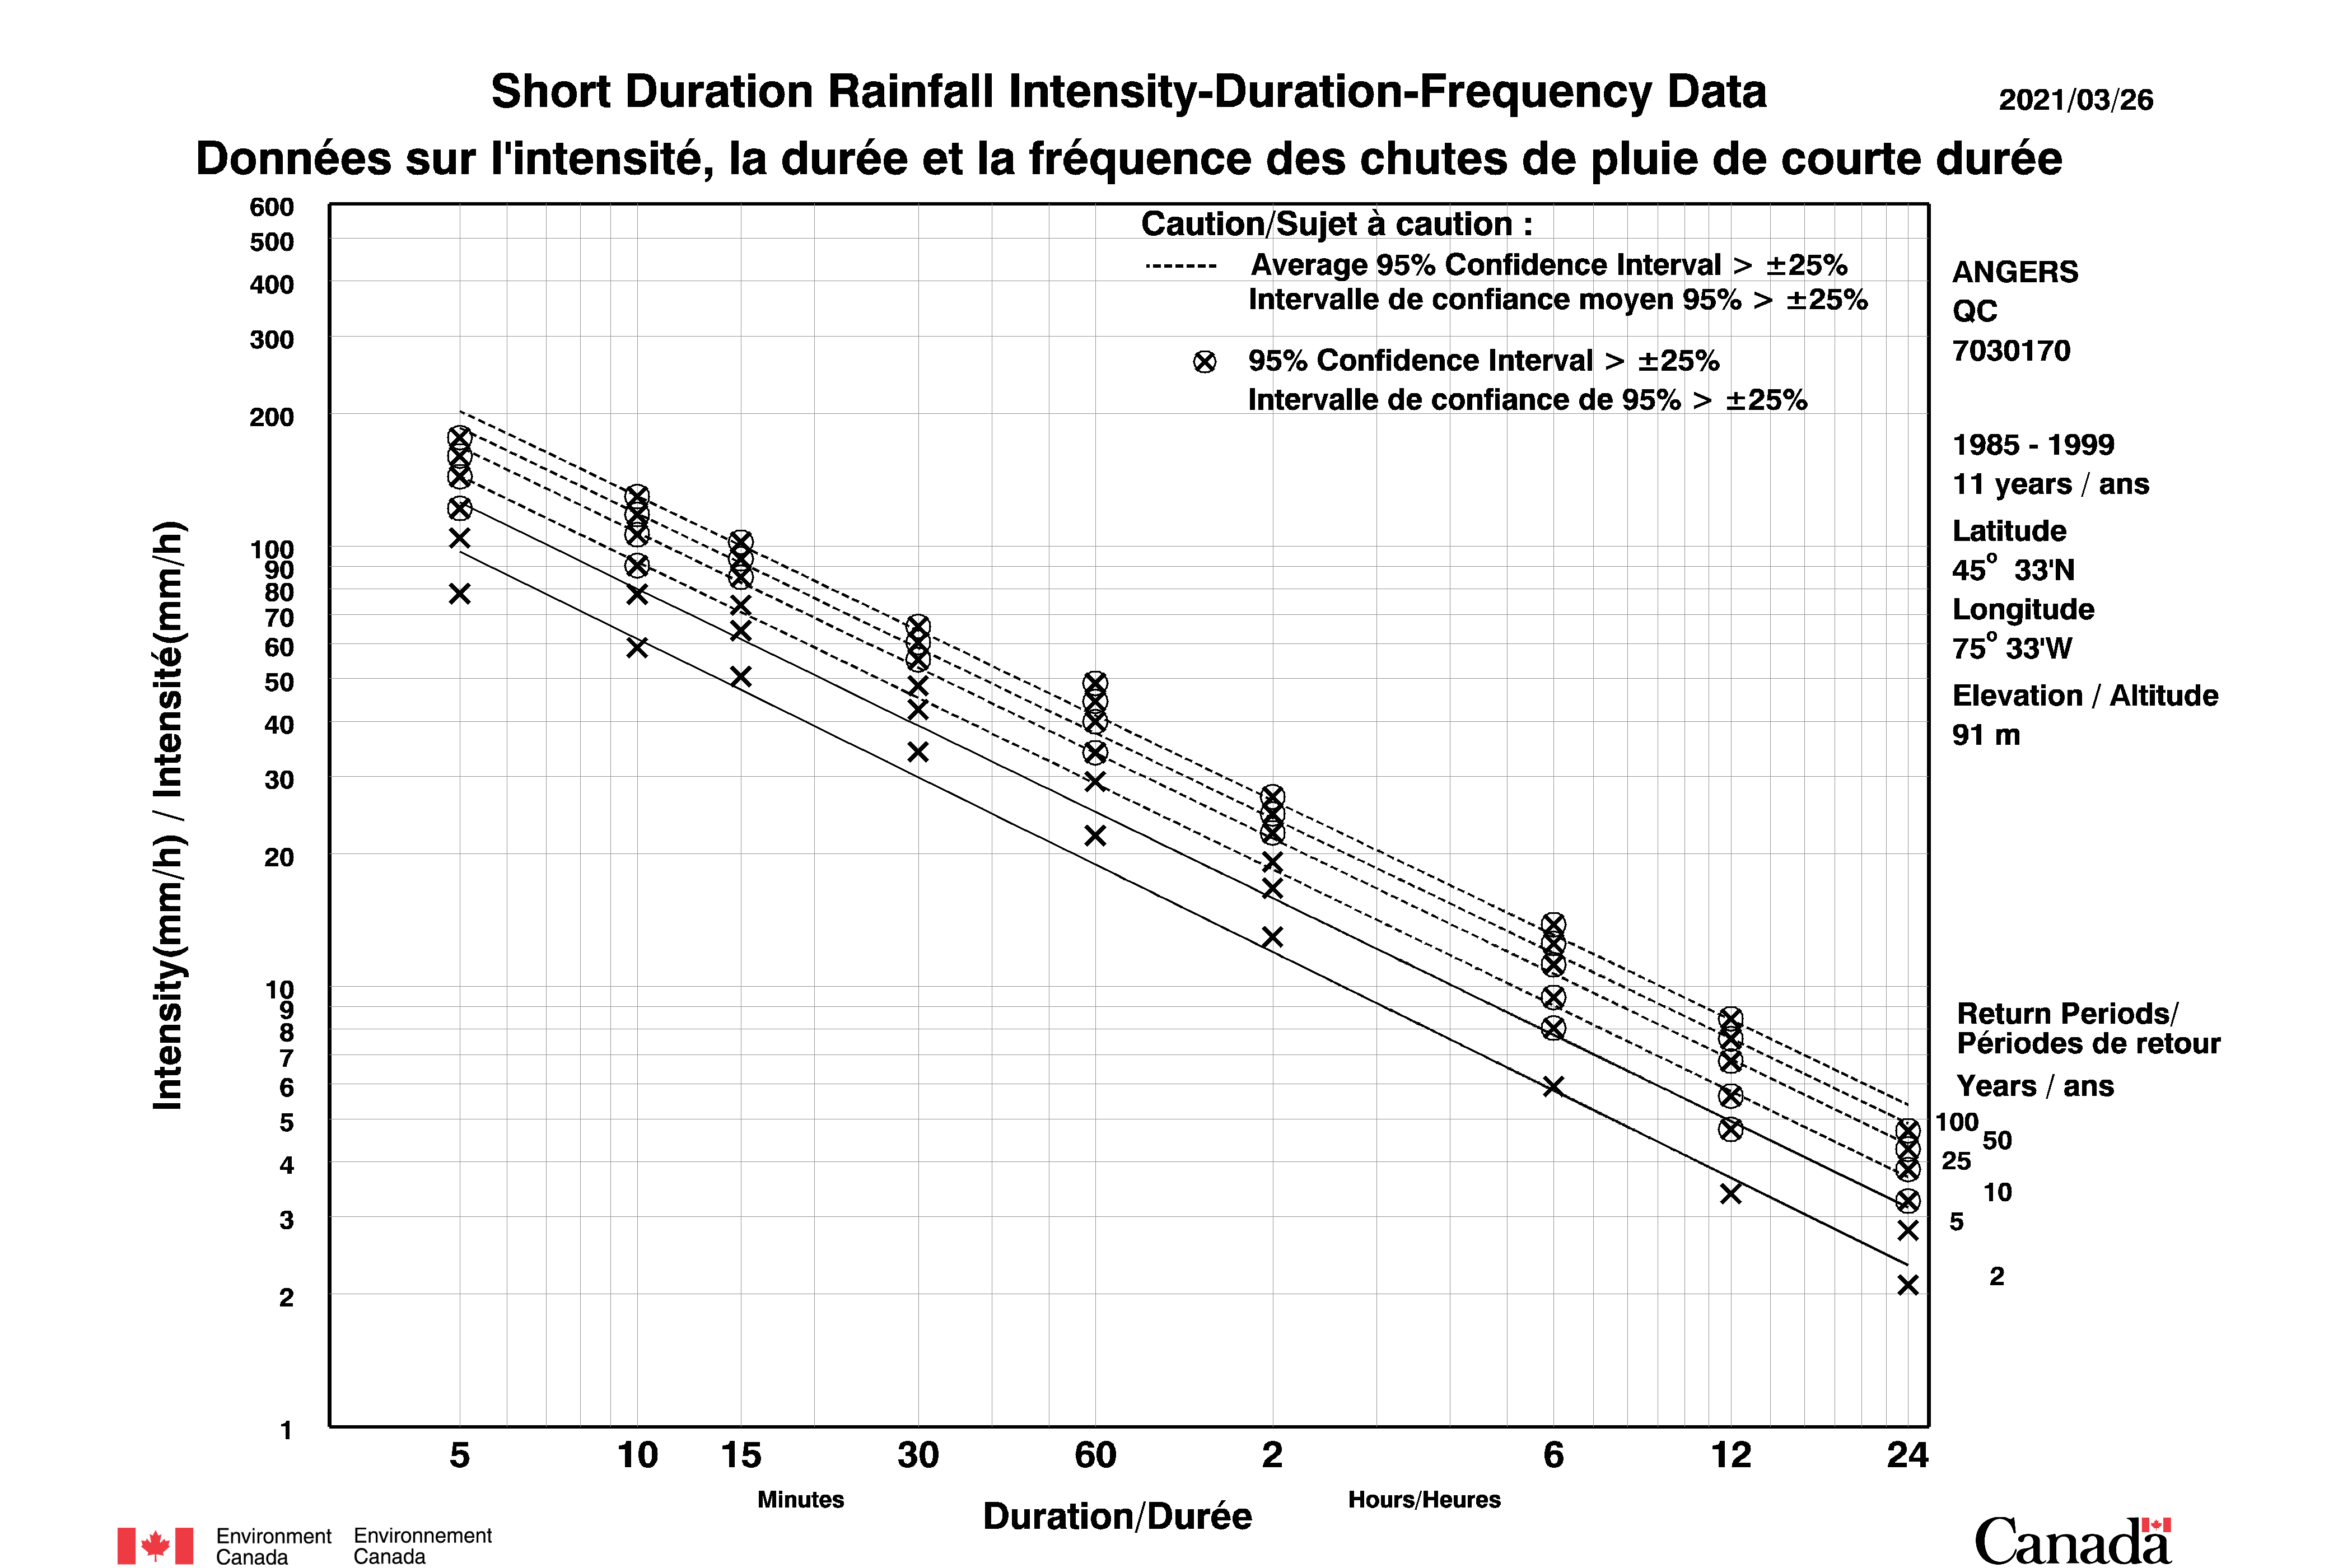 Short Duration Rainfall Intensity-Duration-Frequency Data
2021/03/26
Données sur l'intensité, la durée et la fréquence des chutes de pluie de courte durée
Caution/Sujet à caution :
Average 95% Confidence Interval > ±25%
Intervalle de confiance moyen 95% > ±25%
95% Confidence Interval > ±25%
Intervalle de confiance de 95% > ±25%
ANGERS
QC
7030170
1985 - 1999
11 years / ans
Latitude
45° 33'N
Longitude
75° 33'W
Elevation / Altitude
91 m
Return Periods/
Périodes de retour
Years / ans
100
50
25
10
5
2
Intensity(mm/h) / Intensité(mm/h)
600
500
400
300
200
100
90
80
70
60
50
40
30
20
10
9
8
7
6
5
4
3
2
1
5 10 15 30 60 2 6 12 24
Minutes
Hours/Heures
Duration/Durée
Environment Environnement
Canada Canada
Canada